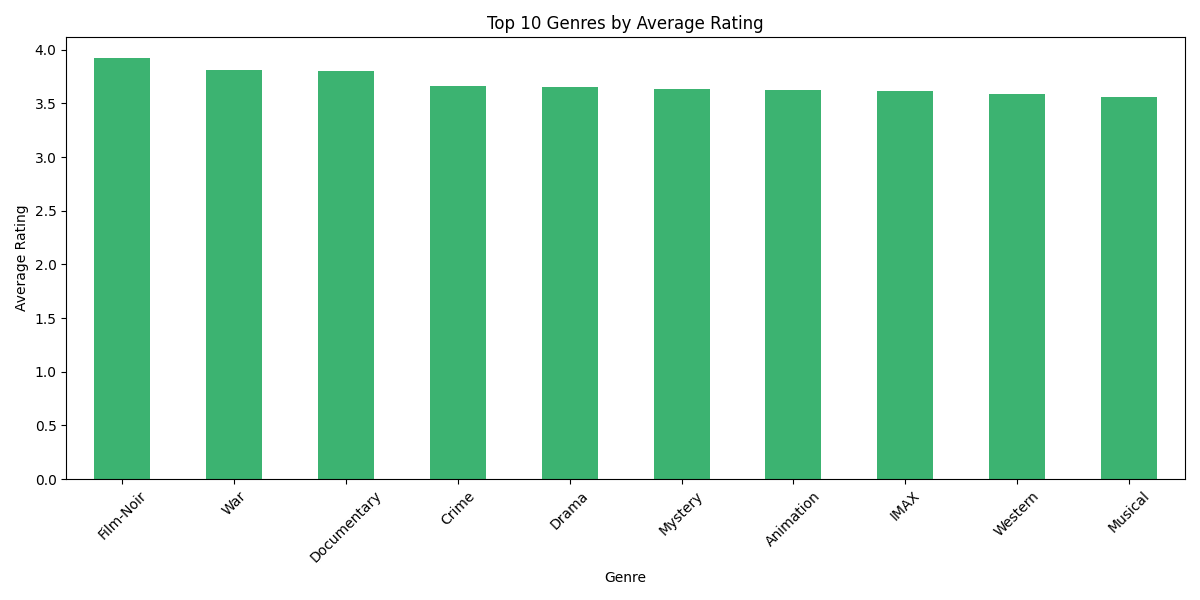 Top 10 Genres by Average Rating
Average Rating
4.0
3.5
3.0
2.5
2.0
1.5
1.0
0.5
0.0
Film-Noir
War
Documentary
Crime
Drama
Mystery
Animation
IMAX
Western
Musical
Genre